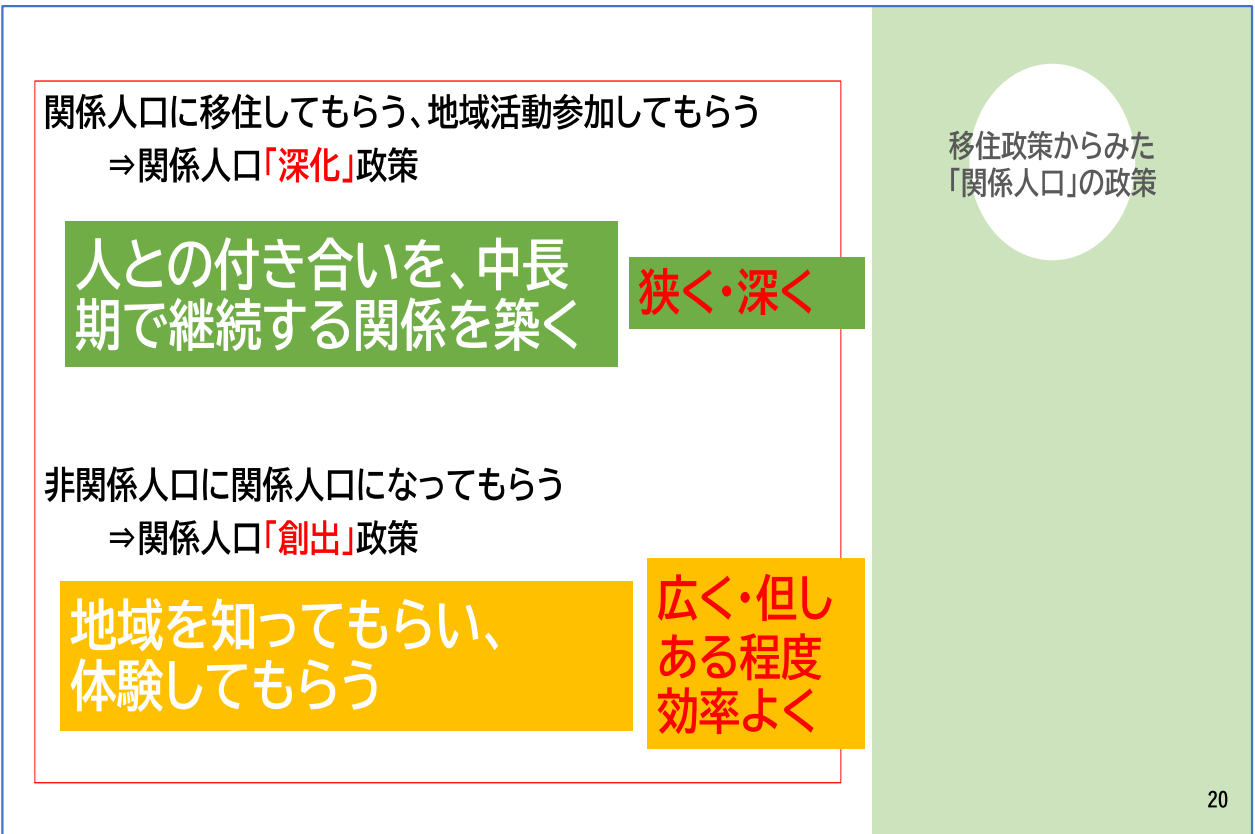 関係人口に移住してもらう、地域活動参加してもらう
⇒関係人口「深化」政策
人との付き合いを、中長
期で継続する関係を築く
狭く・深く
非関係人口に関係人口になってもらう
⇒関係人口「創出」政策
地域を知ってもらい、
体験してもらう
広く・但し
ある程度
効率よく
移住政策からみた
「関係人口」の政策
20